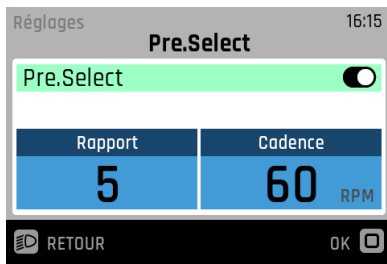 Réglages 16:15
Pre.Select
Pre.Select
Rapport Cadence
5 60 RPM
RETOUR OK